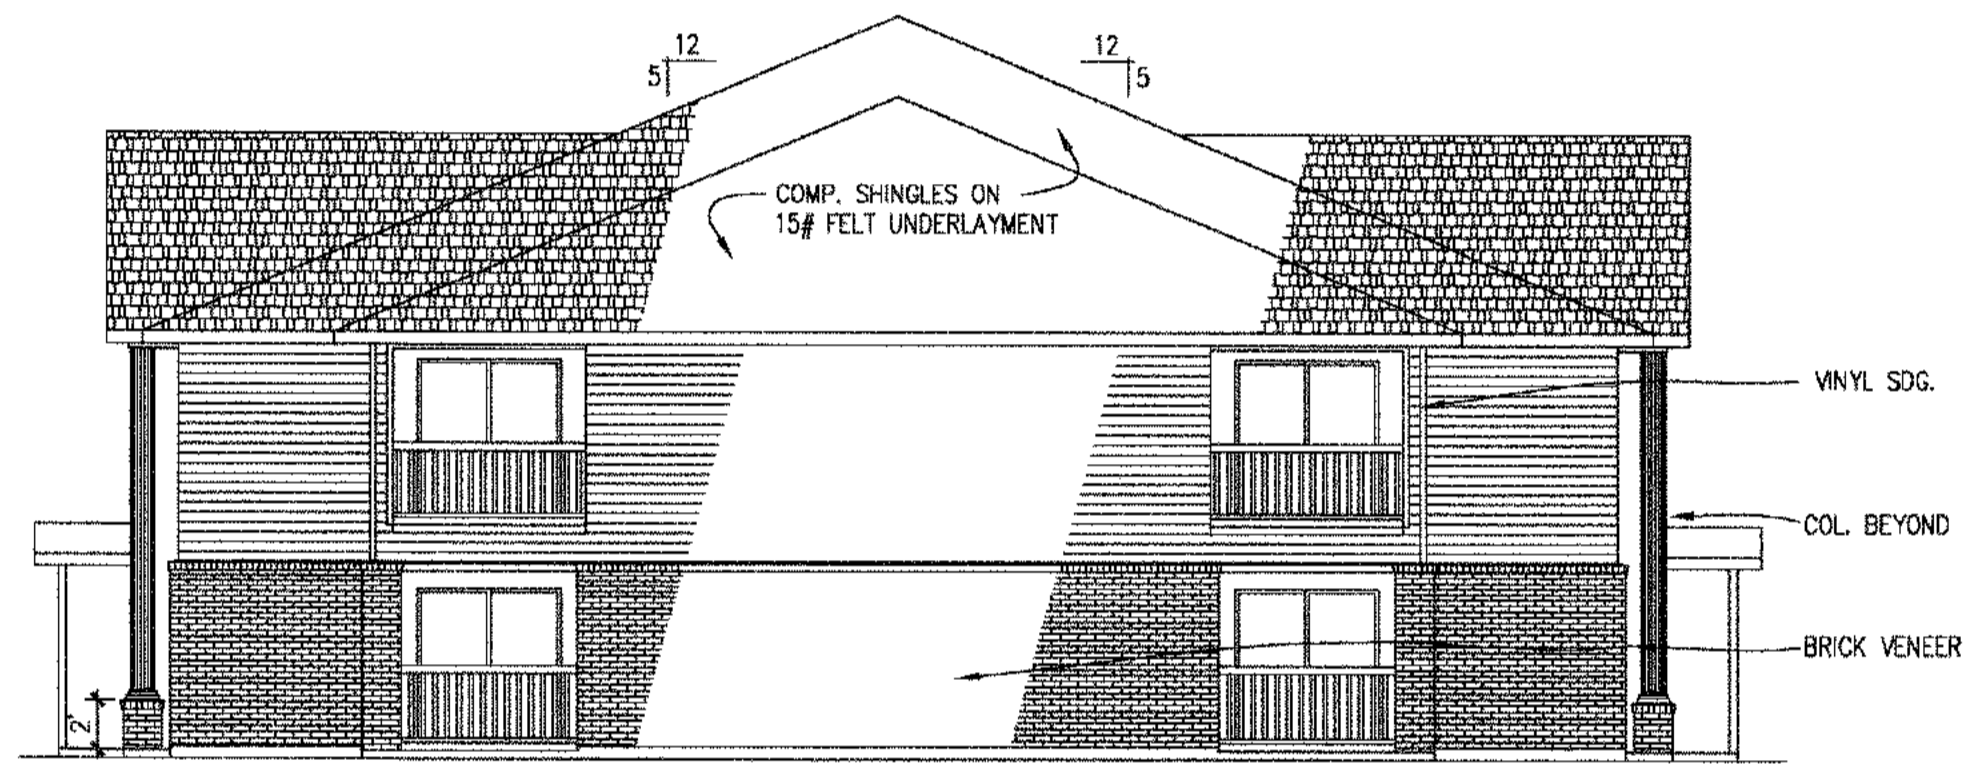 12
5
12
5
COMP. SHINGLES ON
15# FELT UNDERLAYMENT
VINYL SDG.
COL. BEYOND
BRICK VENEER
2'